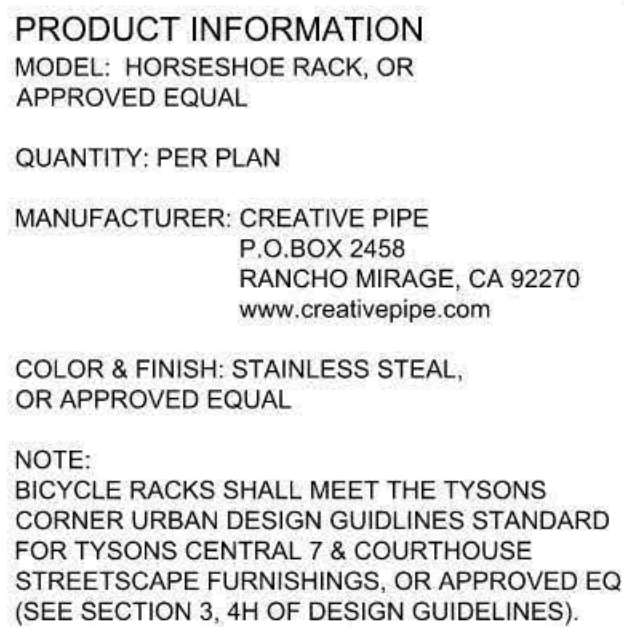 PRODUCT INFORMATION
MODEL: HORSESHOE RACK, OR
APPROVED EQUAL
QUANTITY: PER PLAN
MANUFACTURER: CREATIVE PIPE
P.O.BOX 2458
RANCHO MIRAGE, CA 92270
www.creativepipe.com
COLOR & FINISH: STAINLESS STEAL,
OR APPROVED EQUAL
NOTE:
BICYCLE RACKS SHALL MEET THE TYSONS
CORNER URBAN DESIGN GUIDLINES STANDARD
FOR TYSONS CENTRAL 7 & COURTHOUSE
STREETSCAPE FURNISHINGS, OR APPROVED EQ
(SEE SECTION 3, 4H OF DESIGN GUIDELINES).